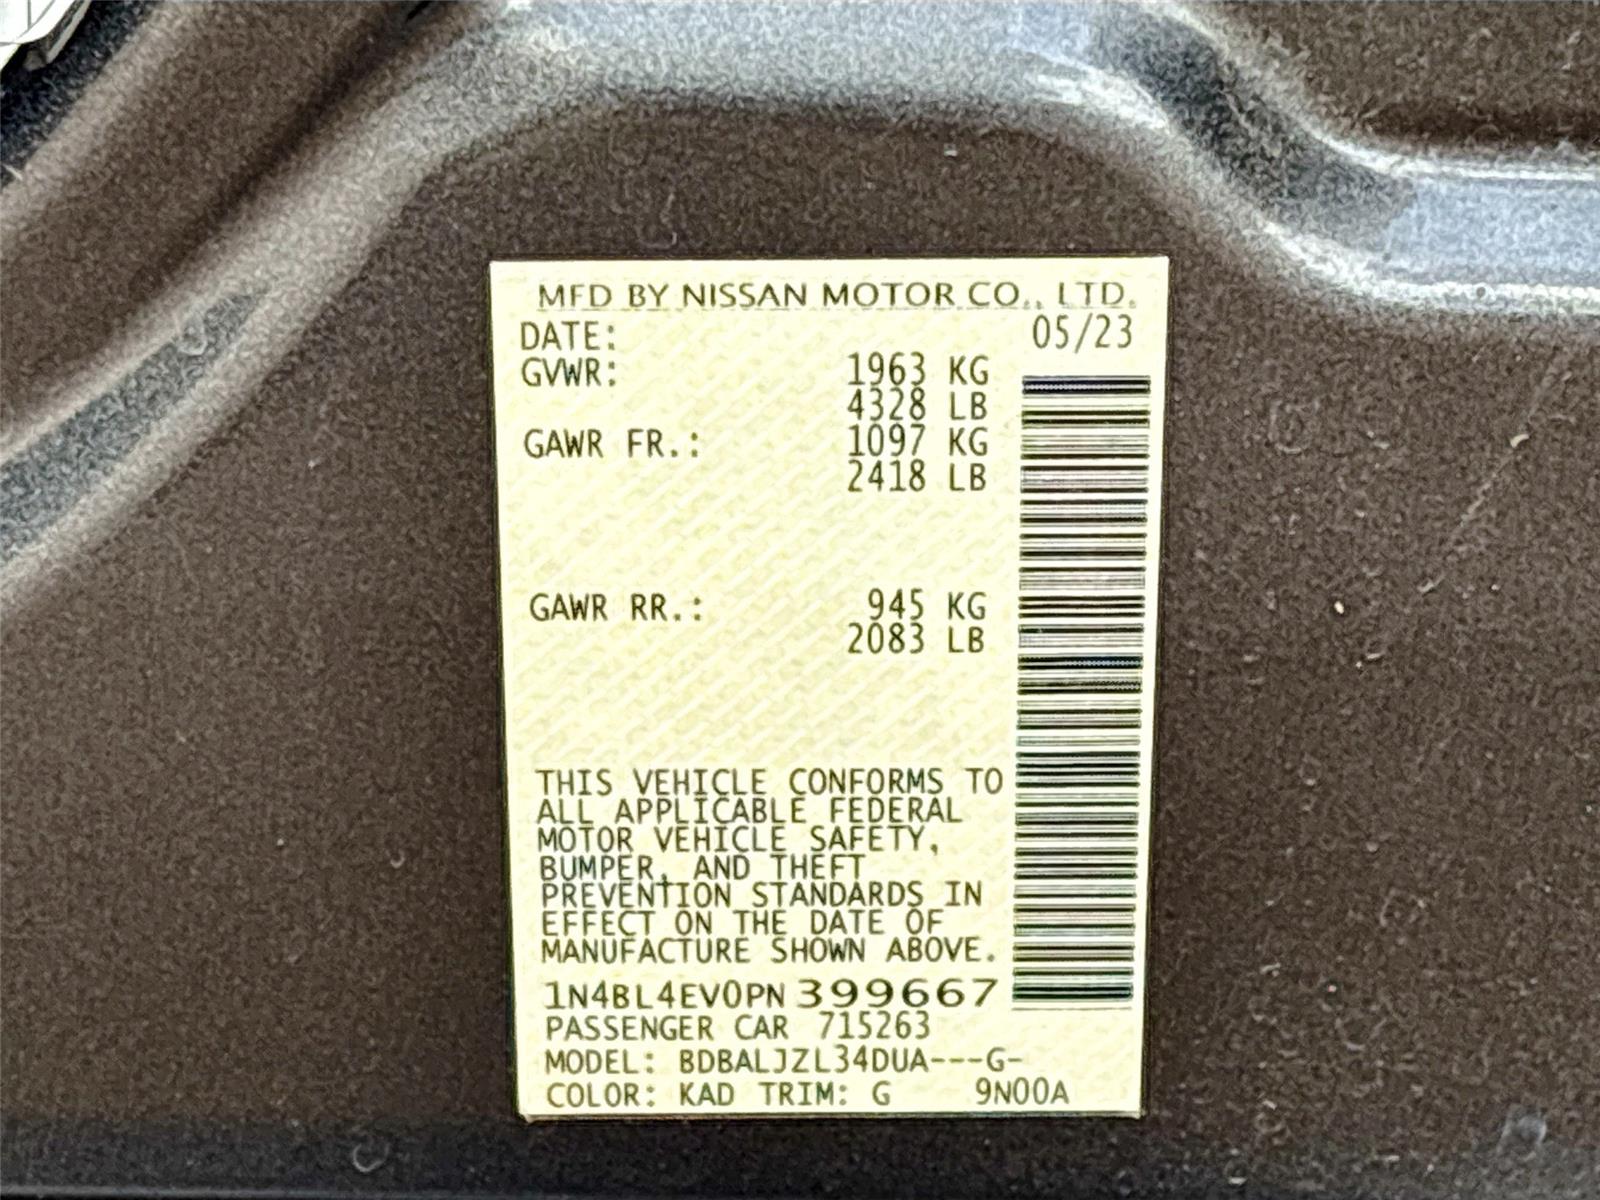 MFD BY NISSAN MOTOR CO., LTD.
DATE: 05/23
GVWR: 1963 KG
4328 LB
GAWR FR.: 1097 KG
2418 LB
GAWR RR.: 945 KG
2083 LB
THIS VEHICLE CONFORMS TO
ALL APPLICABLE FEDERAL
MOTOR VEHICLE SAFETY,
BUMPER, AND THEFT
PREVENTION STANDARDS IN
EFFECT ON THE DATE OF
MANUFACTURE SHOWN ABOVE.
1N4BL4EV0PN399667
PASSENGER CAR 715263
MODEL: BDBALJZL34DUA---G-
COLOR: KAD TRIM: G 9N00A